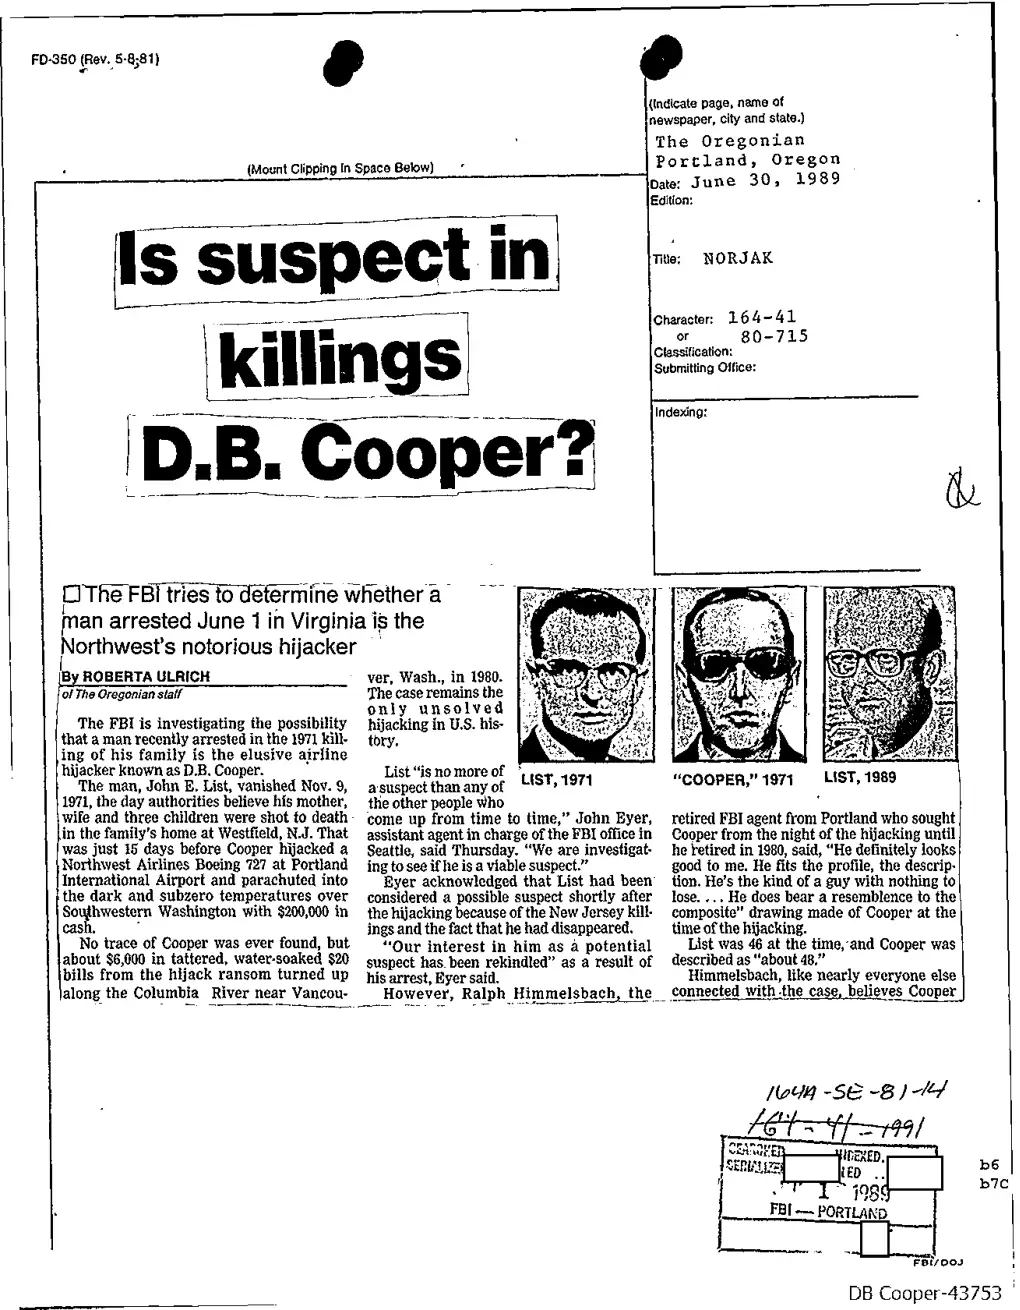 FD-350 (Rev. 5-8-81)
(Mount Clipping in Space Below)
(Indicate page, name of
newspaper, city and state.)
The Oregonian
Portland, Oregon
Date: June 30, 1989
Edition:
Title: NORJAK
Character: 164-41
or 80-715
Classification:
Submitting Office:
Indexing:
Is suspect in
killings
D.B. Cooper?
The FBI tries to determine whether a
man arrested June 1 in Virginia is the
Northwest's notorious hijacker
By ROBERTA ULRICH
of The Oregonian staff
The FBI is investigating the possibility
that a man recently arrested in the 1971 kill-
ing of his family is the elusive airline
hijacker known as D.B. Cooper.
The man, John E. List, vanished Nov. 9,
1971, the day authorities believe his mother,
wife and three children were shot to death
in the family's home at Westfield, N.J. That
was just 15 days before Cooper hijacked a
Northwest Airlines Boeing 727 at Portland
International Airport and parachuted into
the dark and subzero temperatures over
Southwestern Washington with $200,000 in
cash.
No trace of Cooper was ever found, but
about $6,000 in tattered, water-soaked $20
bills from the hijack ransom turned up
along the Columbia River near Vancou-
ver, Wash., in 1980.
The case remains the
only unsolved
hijacking in U.S. his-
tory.
List "is no more of
a suspect than any of
the other people who
come up from time to time," John Eyer,
assistant agent in charge of the FBI office in
Seattle, said Thursday. "We are investigat-
ing to see if he is a viable suspect."
Eyer acknowledged that List had been
considered a possible suspect shortly after
the hijacking because of the New Jersey kill-
ings and the fact that he had disappeared.
"Our interest in him as a potential
suspect has been rekindled" as a result of
his arrest, Eyer said.
However, Ralph Himmelsbach, the
LIST, 1971
"COOPER," 1971
LIST, 1989
retired FBI agent from Portland who sought
Cooper from the night of the hijacking until
he retired in 1980, said, "He definitely looks
good to me. He fits the profile, the descrip-
tion. He's the kind of a guy with nothing to
lose. . . . He does bear a resemblence to the
composite" drawing made of Cooper at the
time of the hijacking.
List was 46 at the time, and Cooper was
described as "about 48."
Himmelsbach, like nearly everyone else
connected with the case, believes Cooper
164A-SE-81-14
164-41-1991
SEARCHED INDEXED
SERIALIZED
1989
FBI — PORTLAND
b6
b7C
FBI/DOJ
DB Cooper-43753